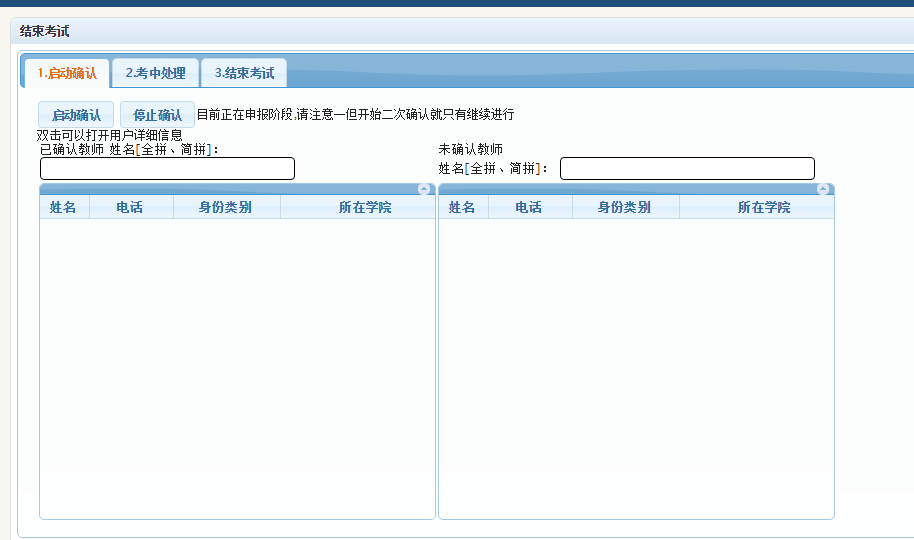 结束考试
1.启动确认 2.考中处理 3.结束考试
启动确认 停止确认 目前正在申报阶段,请注意一但开始二次确认就只有继续进行
双击可以打开用户详细信息
已确认教师 姓名[全拼、简拼]：
未确认教师
姓名[全拼、简拼]：
姓名 电话 身份类别 所在学院
姓名 电话 身份类别 所在学院